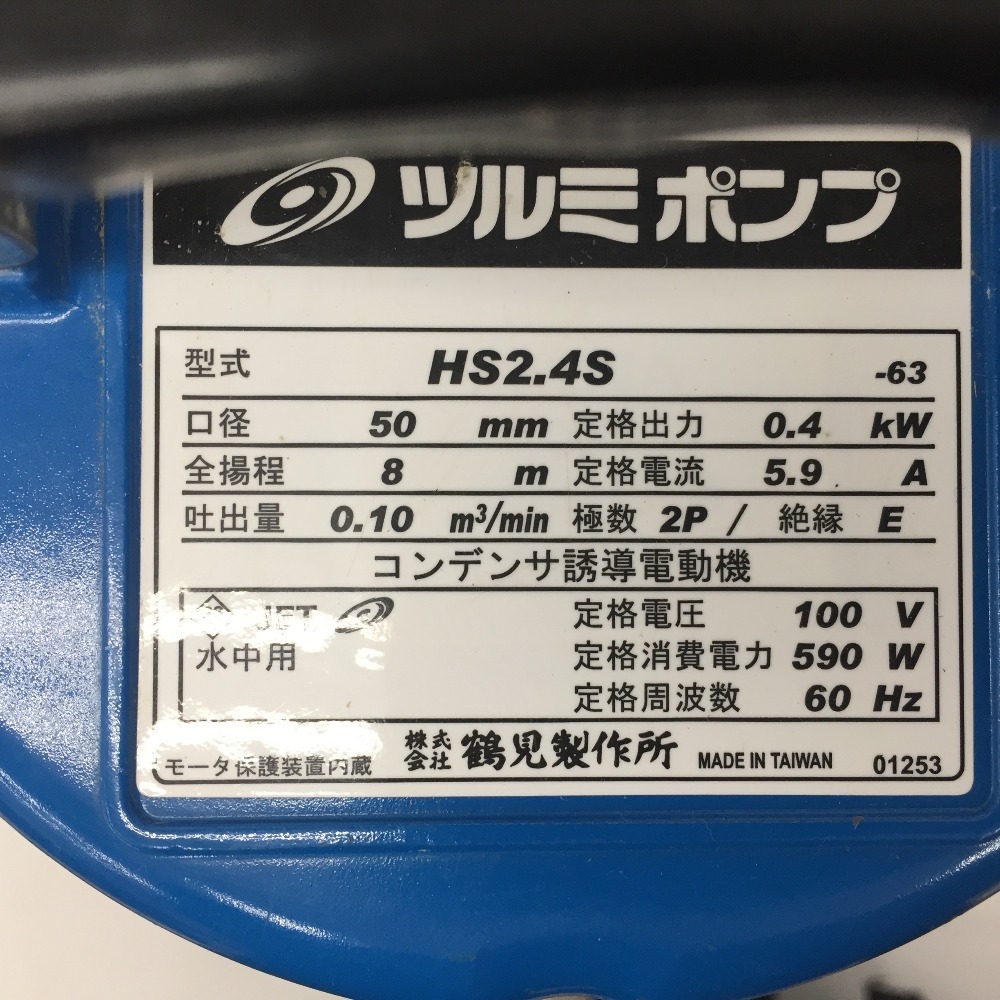 ツルミポンプ
型式 HS2.4S -63
口径 50 mm 定格出力 0.4 kW
全揚程 8 m 定格電流 5.9 A
吐出量 0.10 m³/min 極数 2P / 絶縁 E
コンデンサ誘導電動機
JET 定格電圧 100 V
水中用 定格消費電力 590 W
定格周波数 60 Hz
モータ保護装置内蔵 株式会社 鶴見製作所 MADE IN TAIWAN 01253